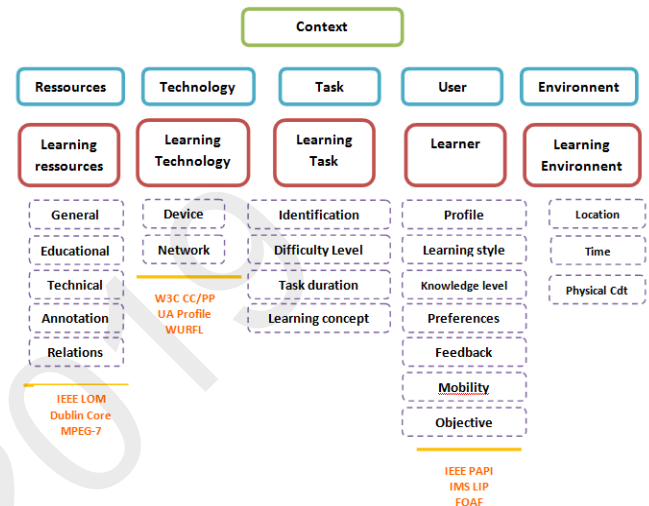 Context
Ressources
Technology
Task
User
Environnent
Learning
ressources
Learning
Technology
Learning
Task
Learner
Learning
Environnent
General
Educational
Technical
Annotation
Relations
IEEE LOM
Dublin Core
MPEG-7
Device
Network
W3C CC/PP
UA Profile
WURFL
Identification
Difficulty Level
Task duration
Learning concept
Profile
Learning style
Knowledge level
Preferences
Feedback
Mobility
Objective
IEEE PAPI
IMS LIP
FOAF
Location
Time
Physical Cdt
2019